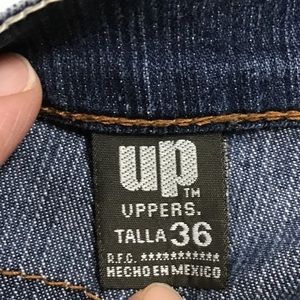 up
TM
UPPERS.
TALLA 36
R.F.C. ***********
HECHO EN MEXICO